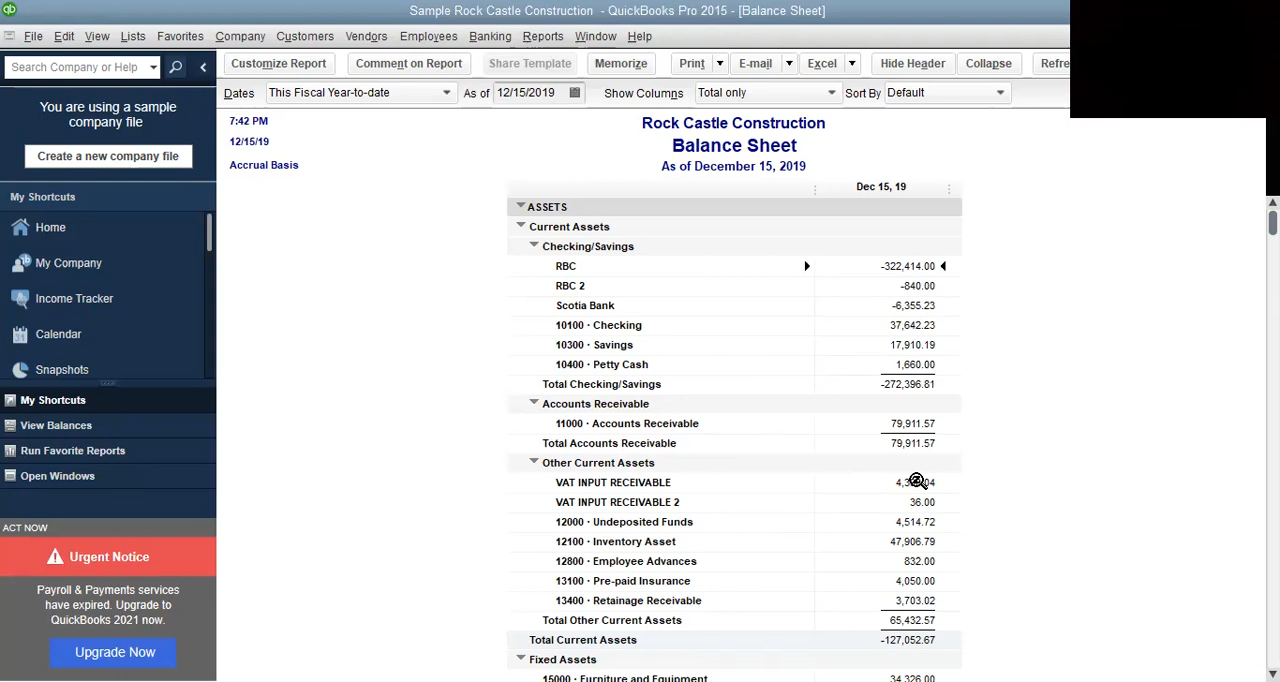 Sample Rock Castle Construction - QuickBooks Pro 2015 - [Balance Sheet]
File Edit View Lists Favorites Company Customers Vendors Employees Banking Reports Window Help
Search Company or Help
Customize Report Comment on Report Share Template Memorize Print E-mail Excel Hide Header Collapse Refre
Dates This Fiscal Year-to-date As of 12/15/2019 Show Columns Total only Sort By Default
You are using a sample
company file
Create a new company file
My Shortcuts
Home
My Company
Income Tracker
Calendar
Snapshots
My Shortcuts
View Balances
Run Favorite Reports
Open Windows
ACT NOW
Urgent Notice
Payroll & Payments services
have expired. Upgrade to
QuickBooks 2021 now.
Upgrade Now
7:42 PM
12/15/19
Accrual Basis
Rock Castle Construction
Balance Sheet
As of December 15, 2019
Dec 15, 19
ASSETS
Current Assets
Checking/Savings
RBC -322,414.00
RBC 2 -840.00
Scotia Bank -6,355.23
10100 · Checking 37,642.23
10300 · Savings 17,910.19
10400 · Petty Cash 1,660.00
Total Checking/Savings -272,396.81
Accounts Receivable
11000 · Accounts Receivable 79,911.57
Total Accounts Receivable 79,911.57
Other Current Assets
VAT INPUT RECEIVABLE
VAT INPUT RECEIVABLE 2 36.00
12000 · Undeposited Funds 4,514.72
12100 · Inventory Asset 47,906.79
12800 · Employee Advances 832.00
13100 · Pre-paid Insurance 4,050.00
13400 · Retainage Receivable 3,703.02
Total Other Current Assets 65,432.57
Total Current Assets -127,052.67
Fixed Assets
15000 · Furniture and Equipment 34,326.00